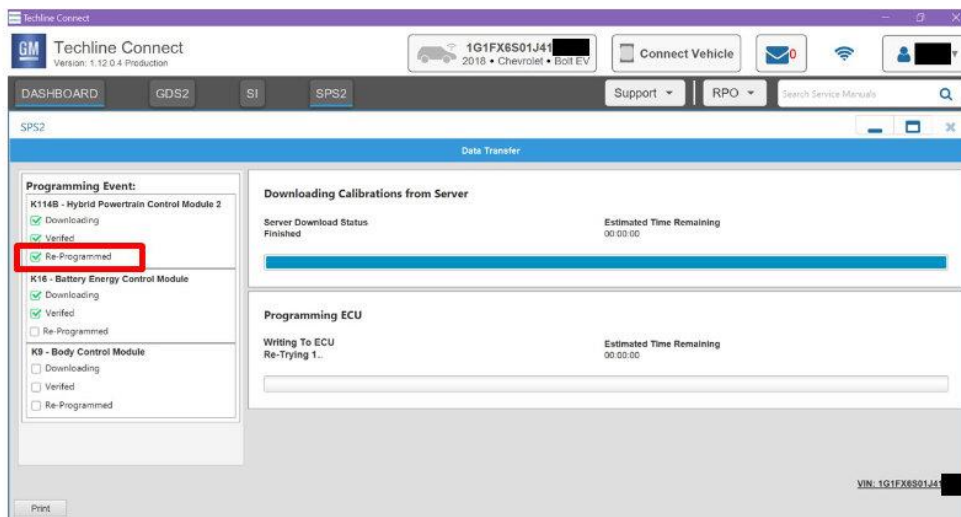 Techline Connect
GM
Techline Connect
Version: 1.12.0.4 Production
1G1FX6S01J41
2018 • Chevrolet • Bolt EV
Connect Vehicle
0
DASHBOARD GDS2 SI SPS2 Support RPO Search Service Manuals
SPS2
Data Transfer
Programming Event:
K114B - Hybrid Powertrain Control Module 2
Downloading
Verifed
Re-Programmed
K16 - Battery Energy Control Module
Downloading
Verifed
Re-Programmed
K9 - Body Control Module
Downloading
Verifed
Re-Programmed
Downloading Calibrations from Server
Server Download Status Estimated Time Remaining
Finished 00:00:00
Programming ECU
Writing To ECU Estimated Time Remaining
Re-Trying 1.. 00:00:00
VIN: 1G1FX6S01J41
Print